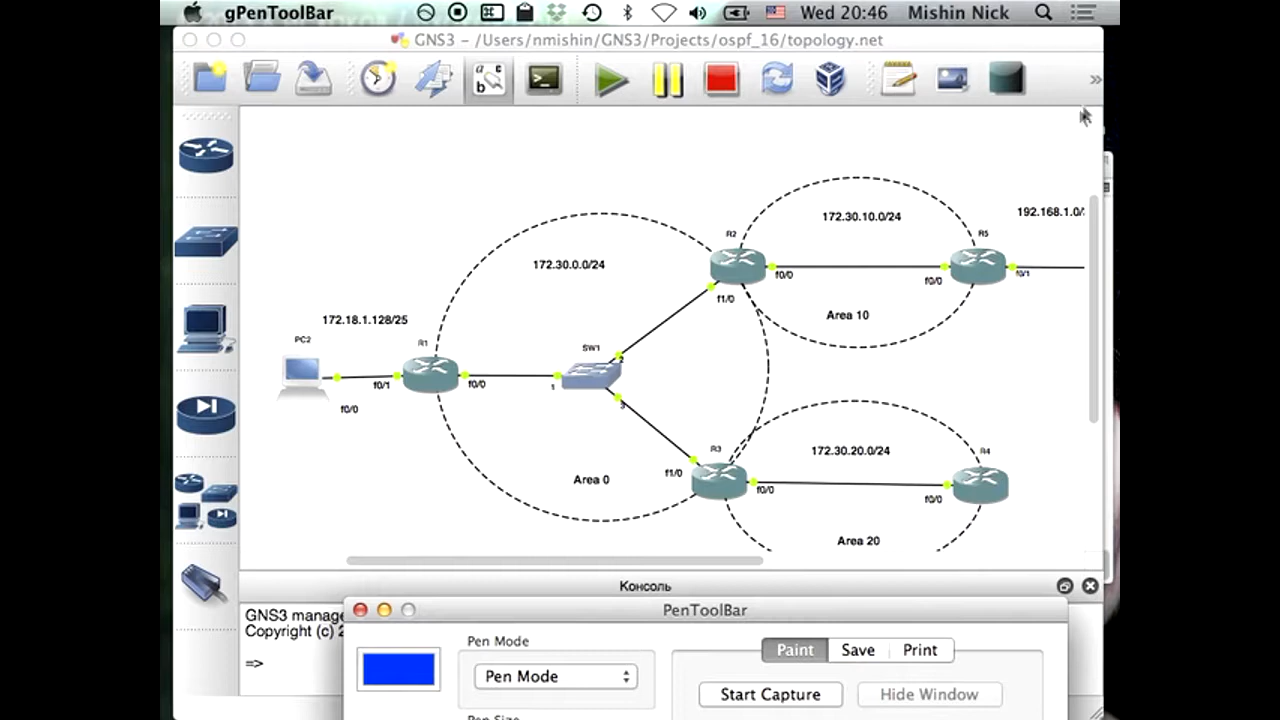 gPenToolBar
Wed 20:46
Mishin Nick
GNS3 – /Users/nmishin/GNS3/Projects/ospf_16/topology.net
a c
b
»
172.30.10.0/24
192.168.1.0/
R2
R5
172.30.0.0/24
f0/0
f0/0
f0/1
f1/0
Area 10
172.18.1.128/25
PC2
R1
SW1
2
f0/1
f0/0
1
f0/0
3
R3
172.30.20.0/24
R4
f1/0
Area 0
f0/0
f0/0
Area 20
Консоль
GNS3 manage
Copyright (c) 2
=>
PenToolBar
Pen Mode
Pen Mode
Paint
Save
Print
Start Capture
Hide Window
Pen Size